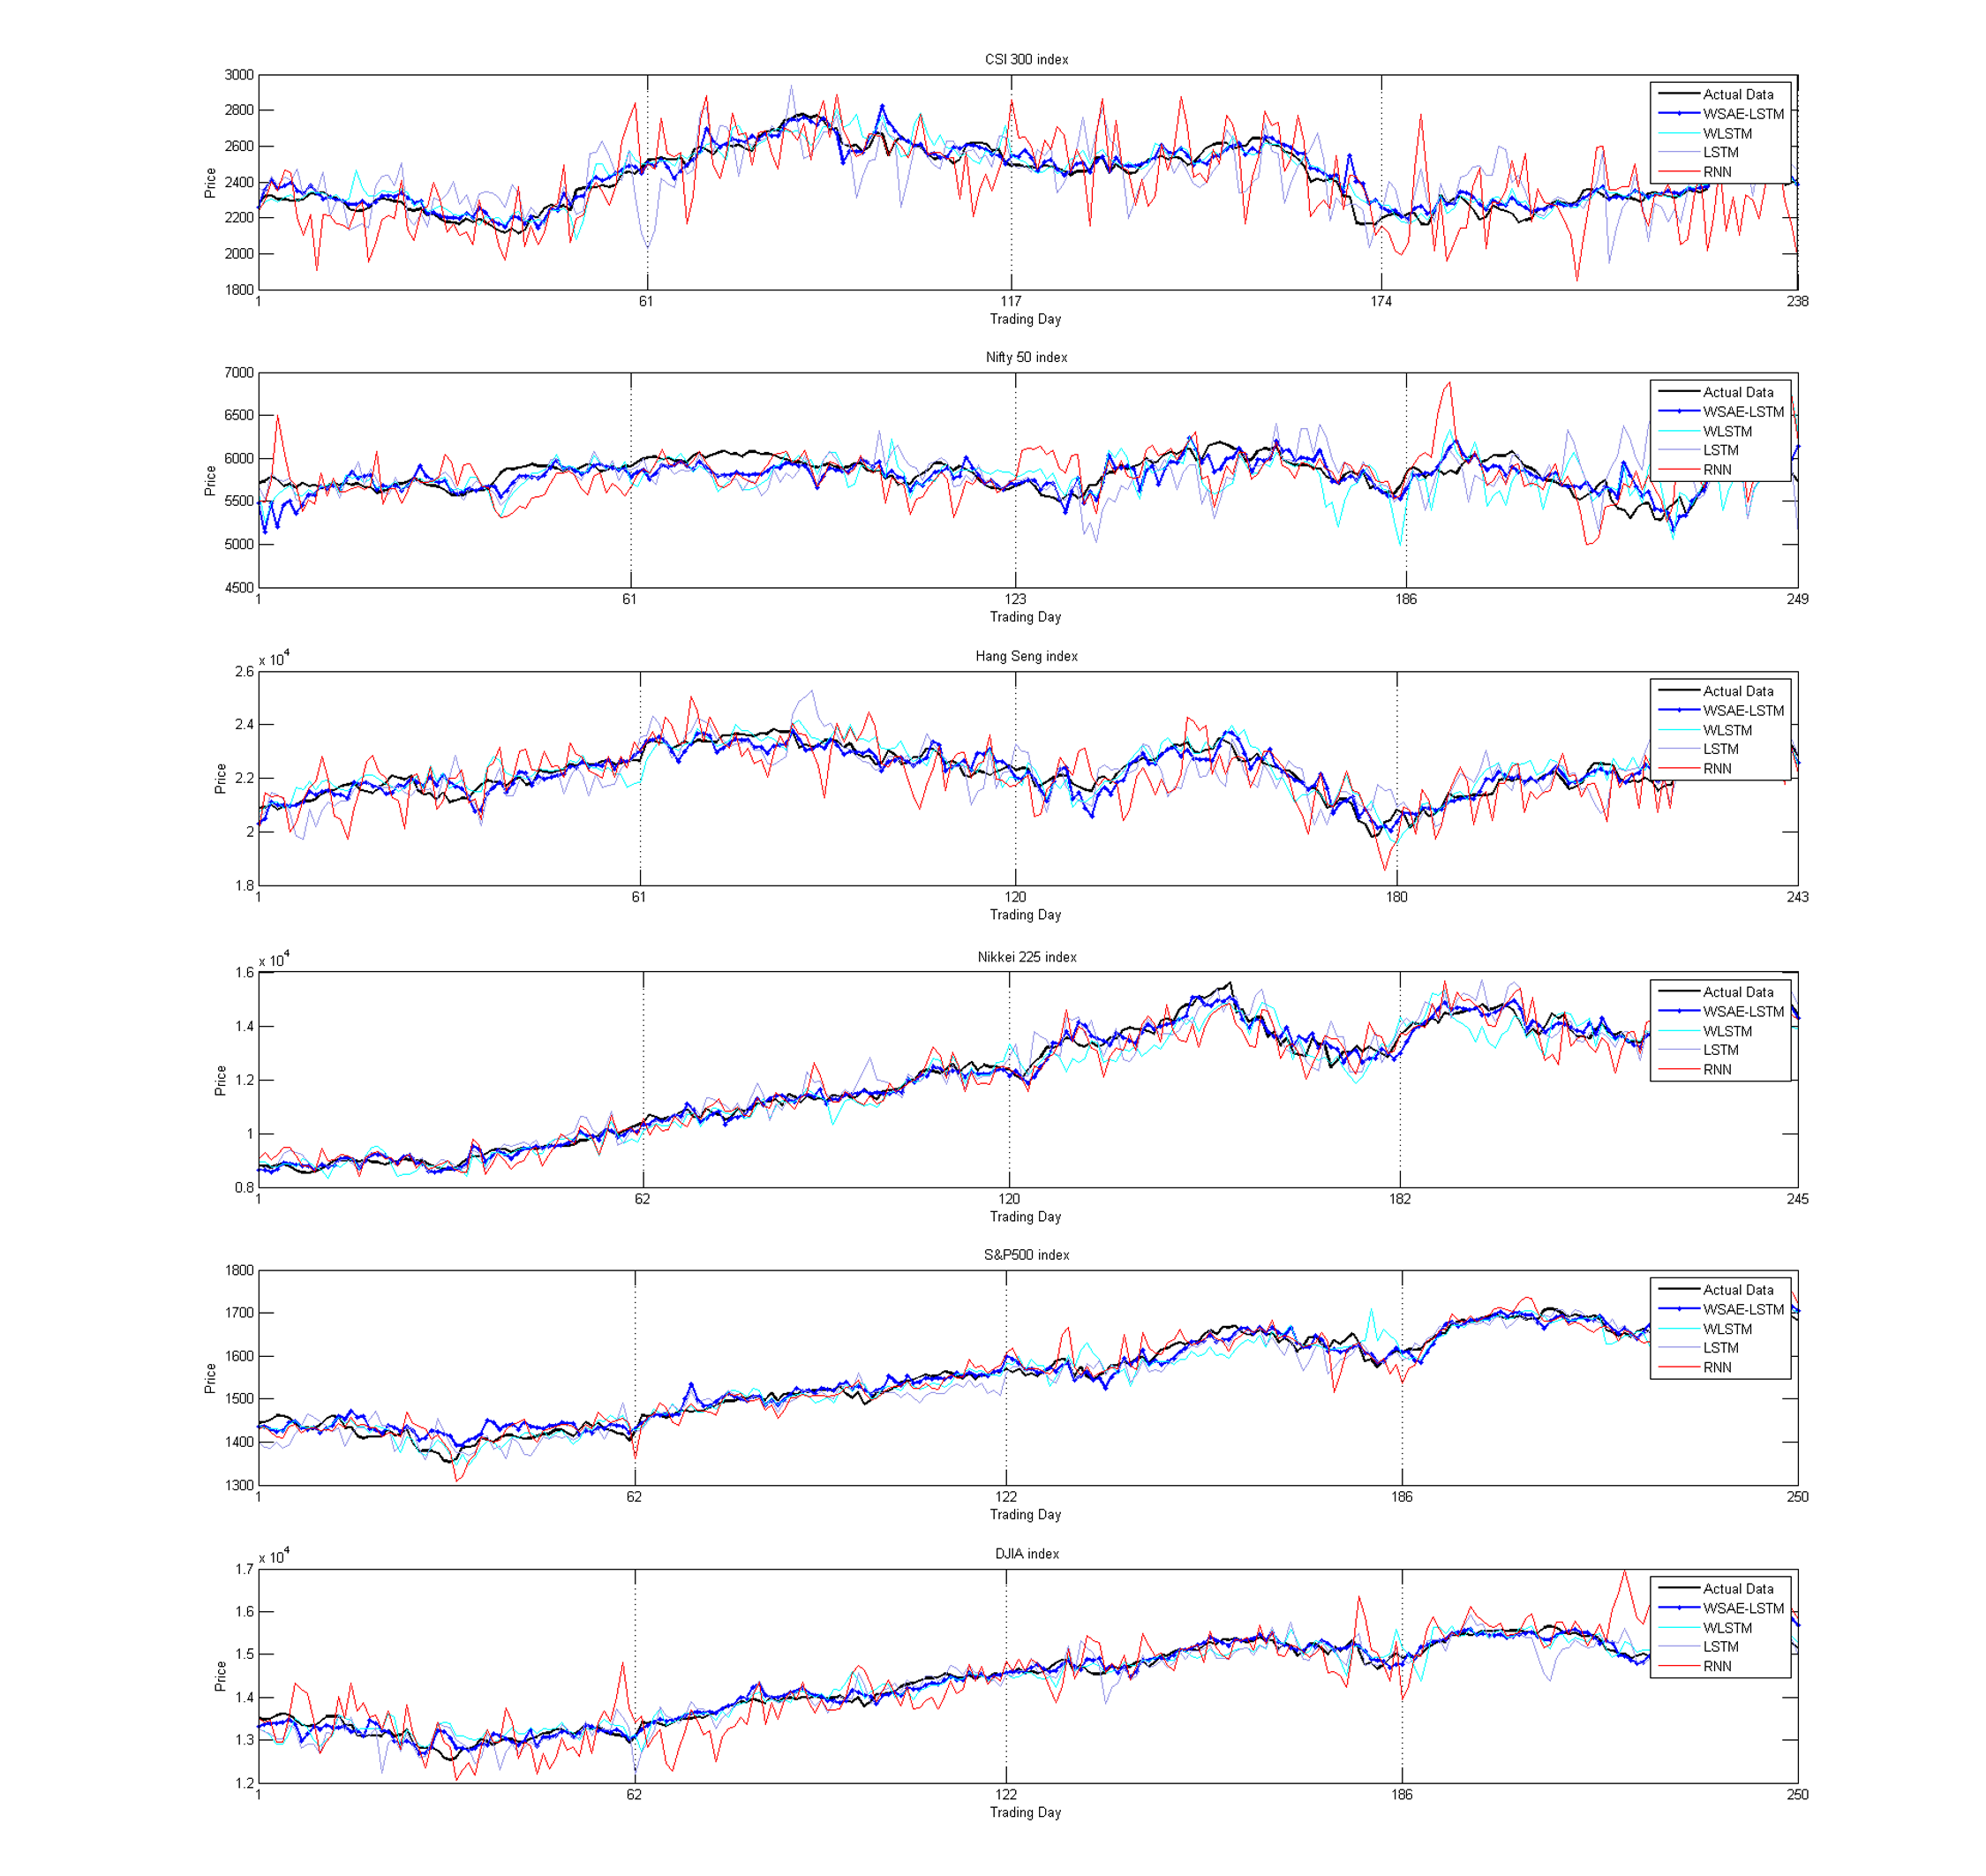 CSI 300 index
3000
2800
2600
2400
2200
2000
1800
Price
Actual Data
WSAE-LSTM
WLSTM
LSTM
RNN
1 61 117 174 238
Trading Day
Nifty 50 index
7000
6500
6000
5500
5000
4500
Price
Actual Data
WSAE-LSTM
WLSTM
LSTM
RNN
1 61 123 186 249
Trading Day
Hang Seng index
x 10^4
2.6
2.4
2.2
2
1.8
Price
Actual Data
WSAE-LSTM
WLSTM
LSTM
RNN
1 61 120 180 243
Trading Day
Nikkei 225 index
x 10^4
1.6
1.4
1.2
1
0.8
Price
Actual Data
WSAE-LSTM
WLSTM
LSTM
RNN
1 62 120 182 245
Trading Day
S&P500 index
1800
1700
1600
1500
1400
1300
Price
Actual Data
WSAE-LSTM
WLSTM
LSTM
RNN
1 62 122 186 250
Trading Day
DJIA index
x 10^4
1.7
1.6
1.5
1.4
1.3
1.2
Price
Actual Data
WSAE-LSTM
WLSTM
LSTM
RNN
1 62 122 186 250
Trading Day